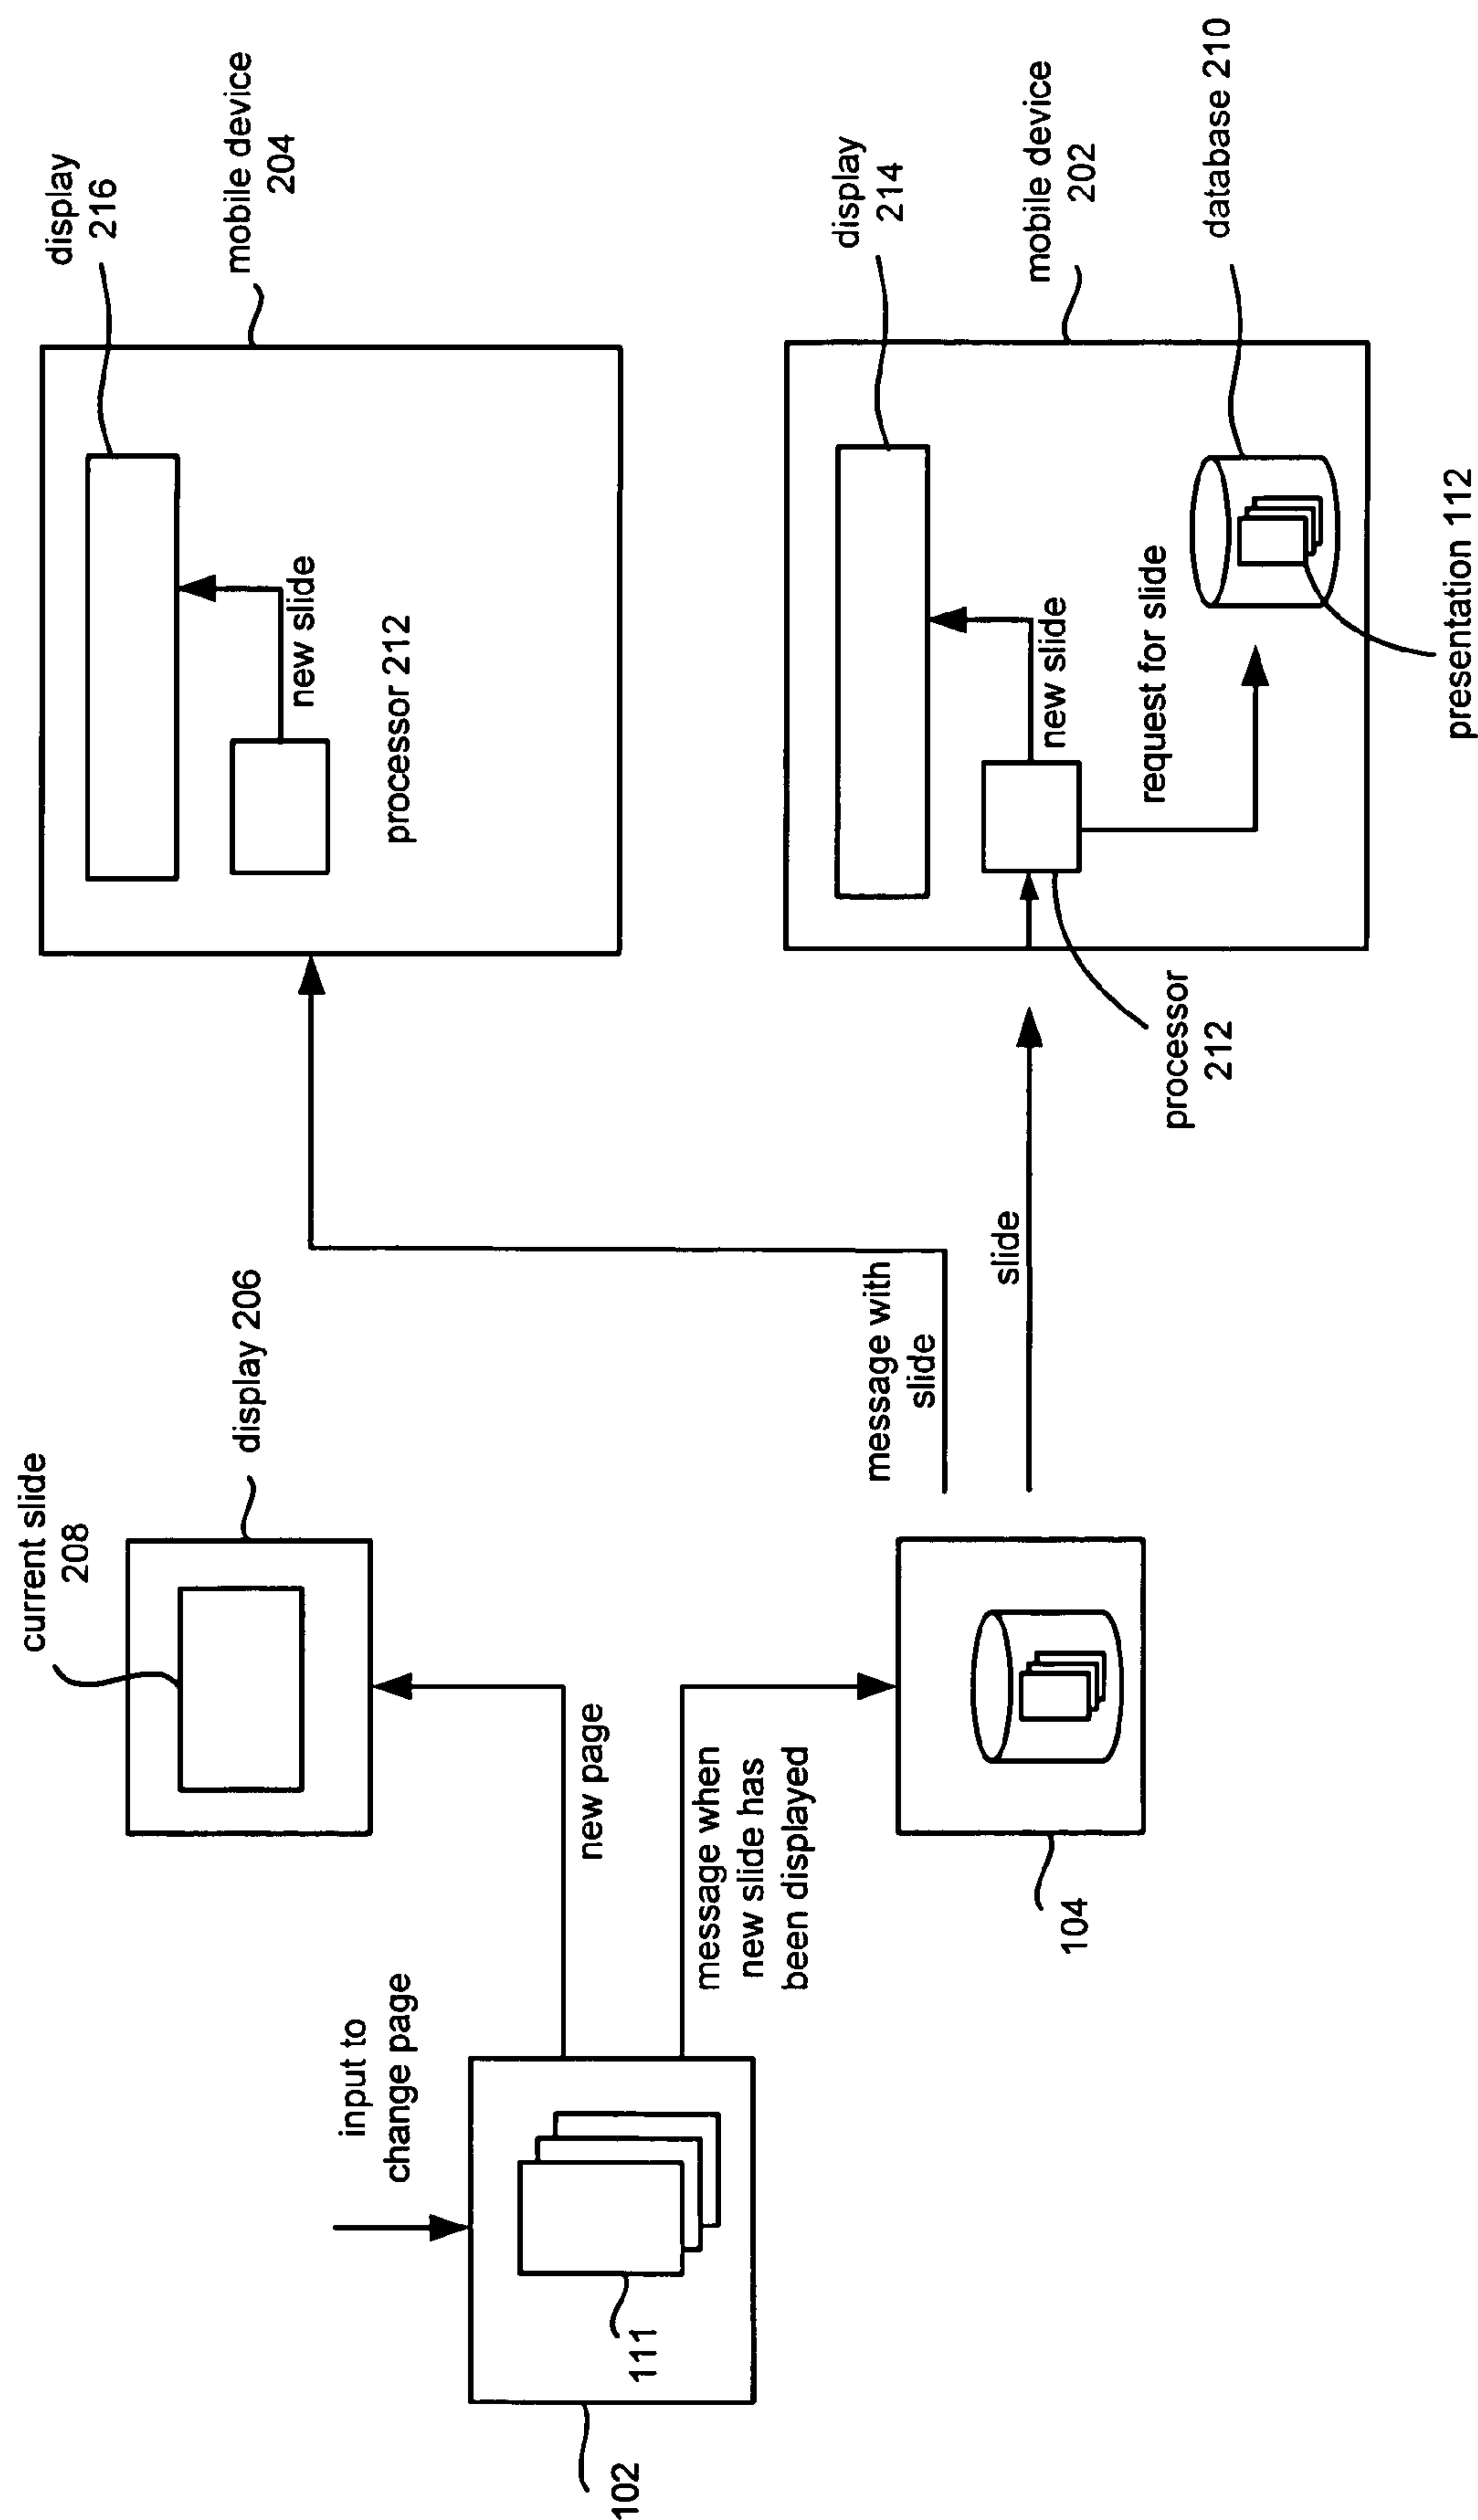 current slide
208
display 206
display
216
mobile device
204
new slide
processor 212
input to
change page
new page
message when
new slide has
been displayed
102
111
104
message with
slide
slide
display
214
mobile device
202
database 210
new slide
request for slide
processor
212
presentation 112